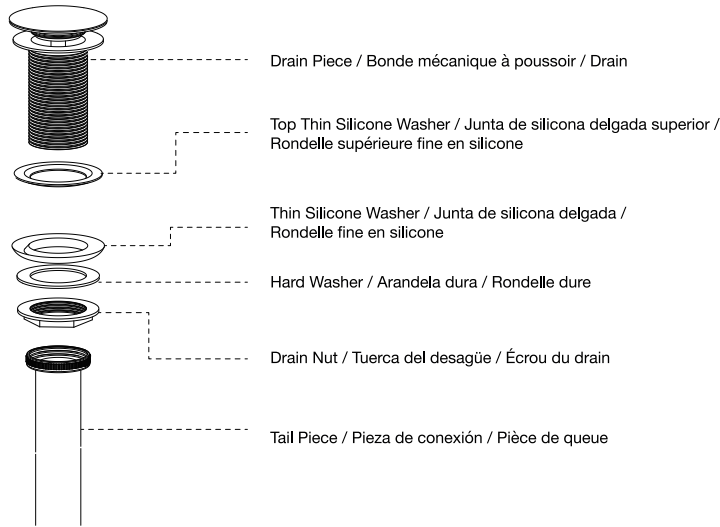 Drain Piece / Bonde mécanique à poussoir / Drain
Top Thin Silicone Washer / Junta de silicona delgada superior /
Rondelle supérieure fine en silicone
Thin Silicone Washer / Junta de silicona delgada /
Rondelle fine en silicone
Hard Washer / Arandela dura / Rondelle dure
Drain Nut / Tuerca del desagüe / Écrou du drain
Tail Piece / Pieza de conexión / Pièce de queue